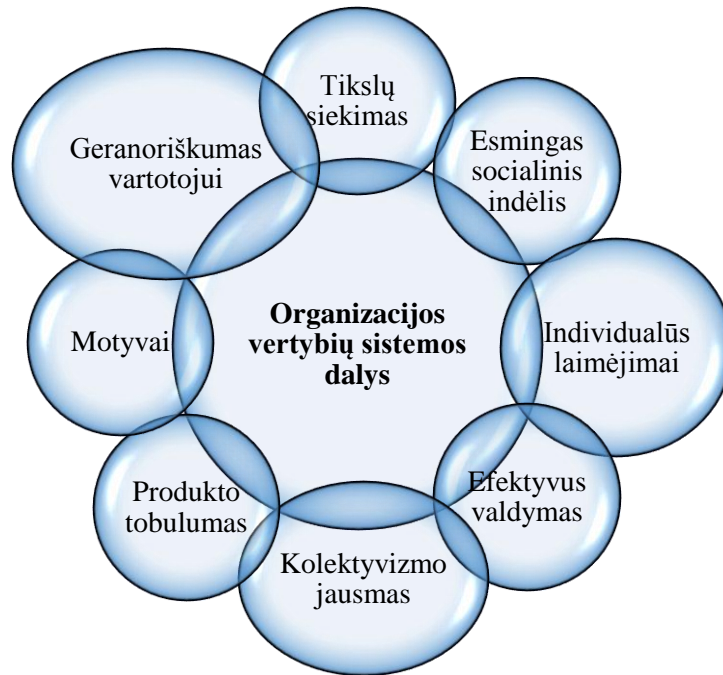 Tikslų
siekimas
Esmingas
socialinis
indėlis
Individualūs
laimėjimai
Efektyvus
valdymas
Kolektyvizmo
jausmas
Produkto
tobulumas
Motyvai
Geranoriškumas
vartotojui
Organizacijos
vertybių sistemos
dalys